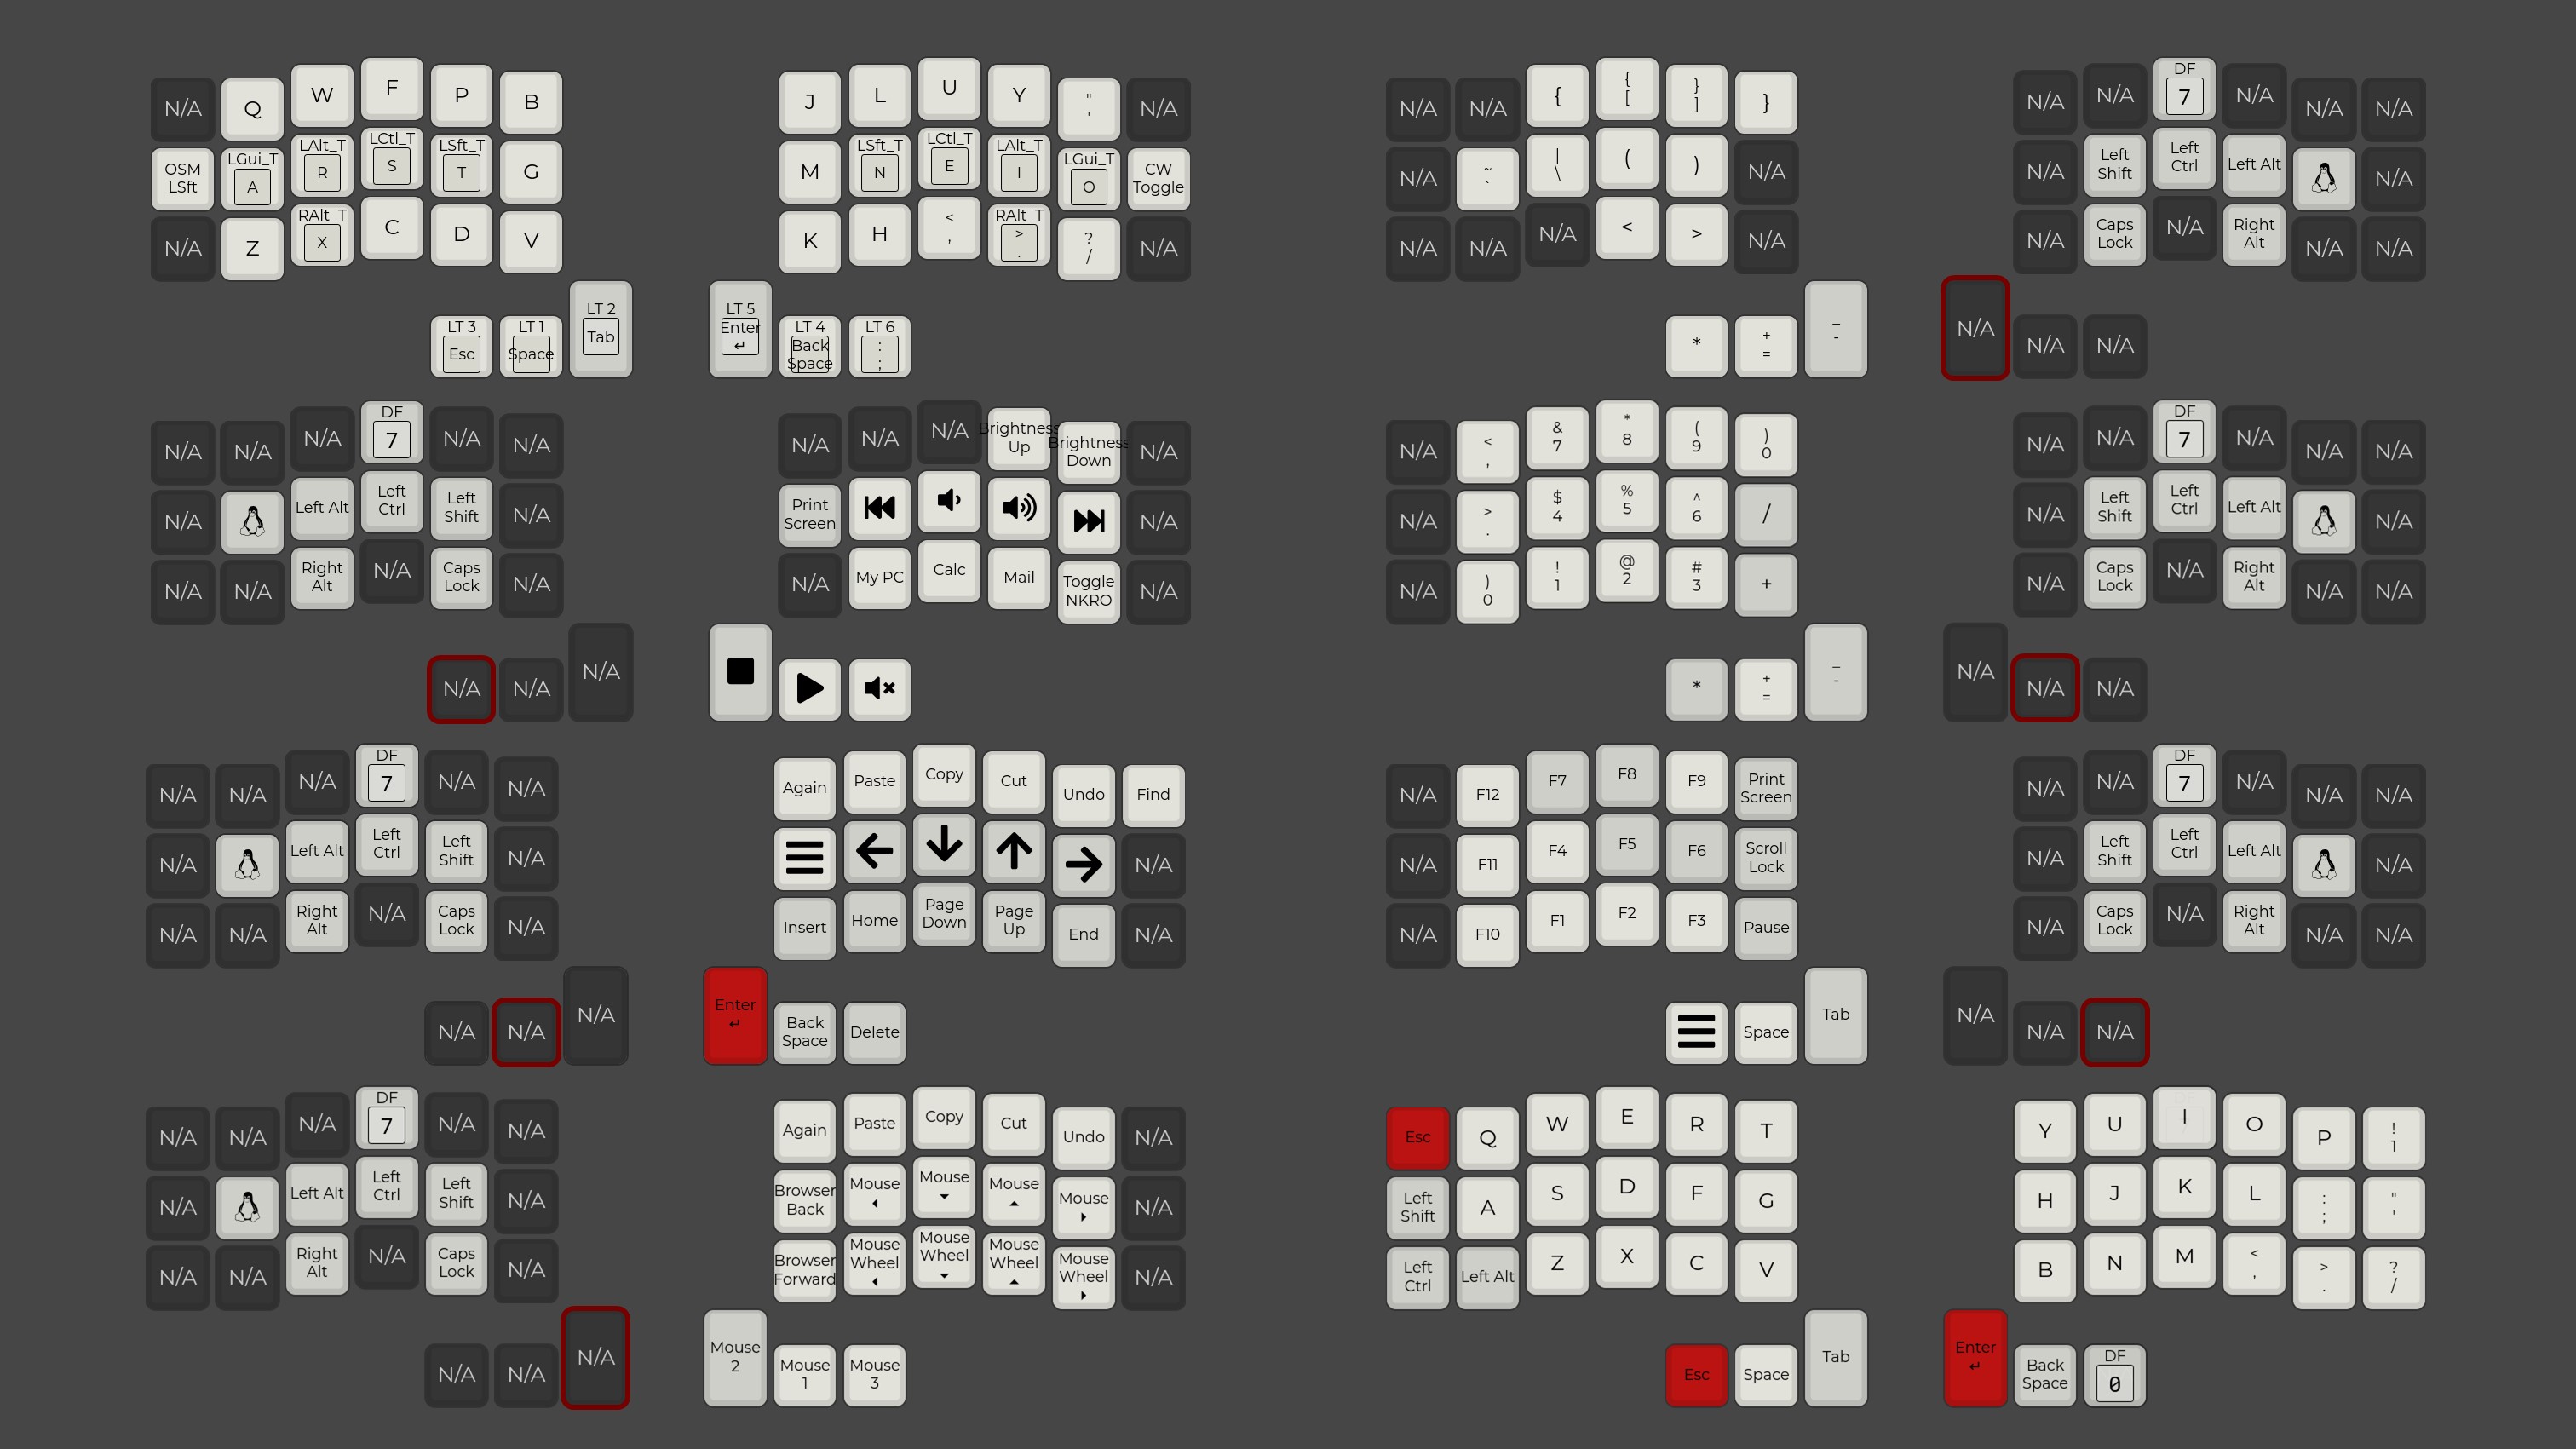 N/A Q W F P B J L U Y " ' N/A
OSM LSft LGui_T A LAlt_T R LCtl_T S LSft_T T G M LSft_T N LCtl_T E LAlt_T I LGui_T O CW Toggle
N/A Z RAlt_T X C D V K H < , RAlt_T > . ? / N/A
LT 3 Esc LT 1 Space LT 2 Tab LT 5 Enter ↵ LT 4 Back Space LT 6 : ;
N/A N/A { { [ } ] } N/A N/A DF 7 N/A N/A N/A
N/A ~ ` | \ ( ) N/A N/A Left Shift Left Ctrl Left Alt N/A
N/A N/A N/A < > N/A N/A Caps Lock N/A Right Alt N/A N/A
* + = _ - N/A N/A N/A
N/A N/A N/A DF 7 N/A N/A N/A N/A N/A Brightness Up Brightness Down N/A
N/A Left Alt Left Ctrl Left Shift N/A Print Screen N/A
N/A N/A Right Alt N/A Caps Lock N/A N/A My PC Calc Mail Toggle NKRO N/A
N/A N/A N/A
N/A < , & 7 * 8 ( 9 ) 0 N/A N/A DF 7 N/A N/A N/A
N/A > . $ 4 % 5 ^ 6 / N/A Left Shift Left Ctrl Left Alt N/A
N/A ) 0 ! 1 @ 2 # 3 + N/A Caps Lock N/A Right Alt N/A N/A
* + = _ - N/A N/A N/A
N/A N/A N/A DF 7 N/A N/A Again Paste Copy Cut Undo Find
N/A Left Alt Left Ctrl Left Shift N/A N/A
N/A N/A Right Alt N/A Caps Lock N/A Insert Home Page Down Page Up End N/A
N/A N/A N/A Enter ↵ Back Space Delete
N/A F12 F7 F8 F9 Print Screen N/A N/A DF 7 N/A N/A N/A
N/A F11 F4 F5 F6 Scroll Lock N/A Left Shift Left Ctrl Left Alt N/A
N/A F10 F1 F2 F3 Pause N/A Caps Lock N/A Right Alt N/A N/A
Space Tab N/A N/A N/A
N/A N/A N/A DF 7 N/A N/A Again Paste Copy Cut Undo N/A
N/A Left Alt Left Ctrl Left Shift N/A Browser Back Mouse Mouse Mouse Mouse N/A
N/A N/A Right Alt N/A Caps Lock N/A Browser Forward Mouse Wheel Mouse Wheel Mouse Wheel Mouse Wheel N/A
N/A N/A N/A Mouse 2 Mouse 1 Mouse 3
Esc Q W E R T Y U I O P ! 1
Left Shift A S D F G H J K L : ; " '
Left Ctrl Left Alt Z X C V B N M < , > . ? /
Esc Space Tab Enter ↵ Back Space DF 0